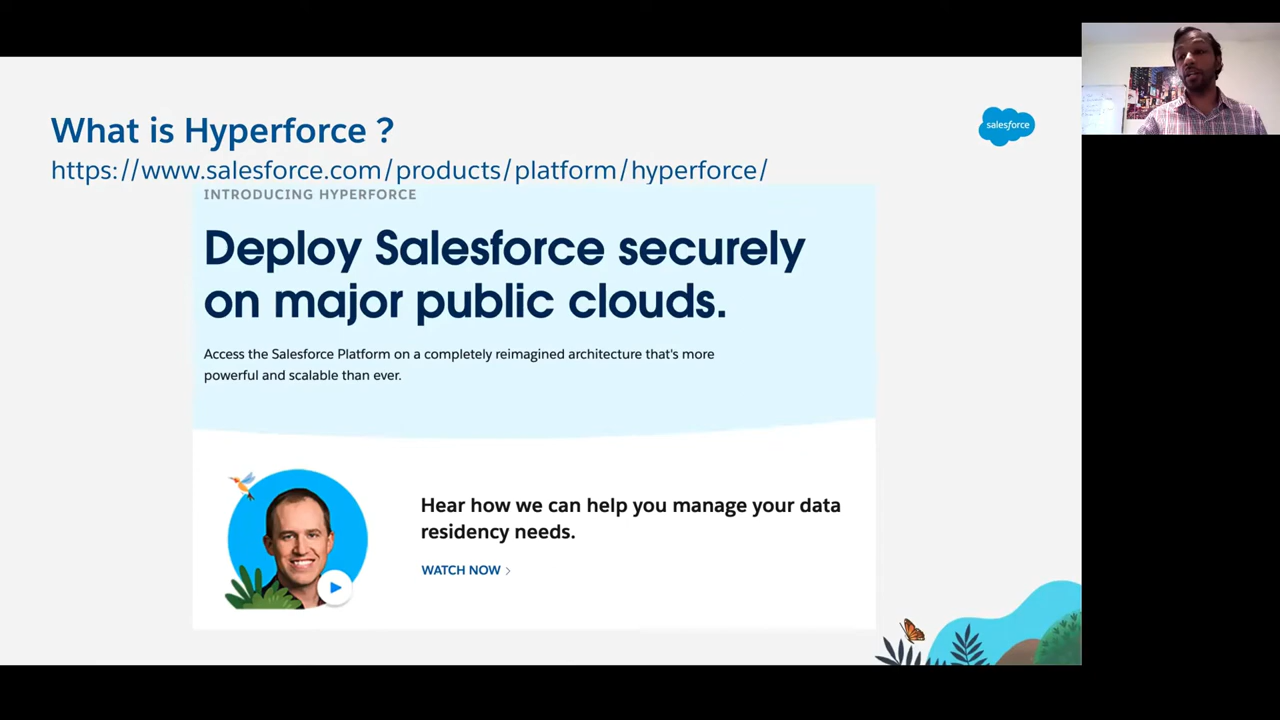 What is Hyperforce ?
salesforce
https://www.salesforce.com/products/platform/hyperforce/
INTRODUCING HYPERFORCE
Deploy Salesforce securely
on major public clouds.
Access the Salesforce Platform on a completely reimagined architecture that's more
powerful and scalable than ever.
Hear how we can help you manage your data
residency needs.
WATCH NOW >